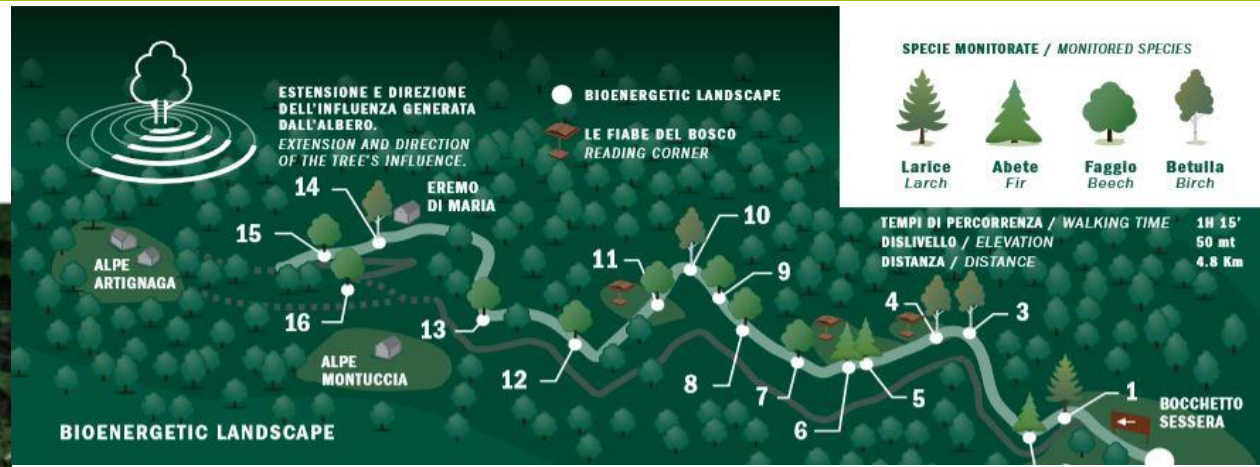 ESTENSIONE E DIREZIONE
DELL'INFLUENZA GENERATA
DALL'ALBERO.
EXTENSION AND DIRECTION
OF THE TREE'S INFLUENCE.
BIOENERGETIC LANDSCAPE
LE FIABE DEL BOSCO
READING CORNER
SPECIE MONITORATE / MONITORED SPECIES
Larice
Larch
Abete
Fir
Faggio
Beech
Betulla
Birch
TEMPI DI PERCORRENZA / WALKING TIME 1H 15'
DISLIVELLO / ELEVATION 50 mt
DISTANZA / DISTANCE 4.8 Km
14
EREMO
DI MARIA
15
10
11
9
ALPE
ARTIGNAGA
16
13
4
3
ALPE
MONTUCCIA
12
8
7
5
6
1
BOCCHETTO
SESSERA
BIOENERGETIC LANDSCAPE